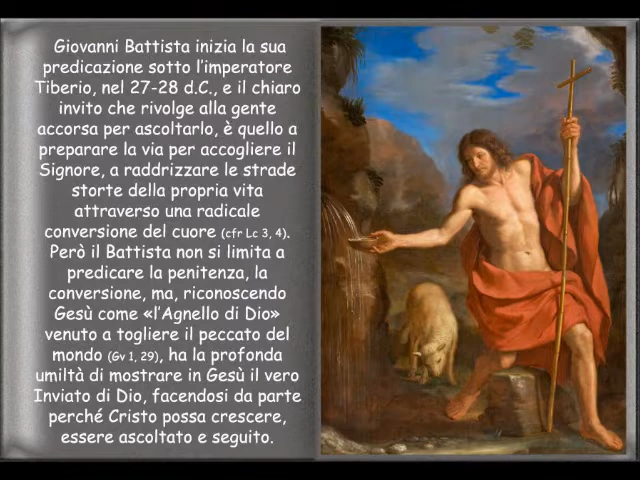 Giovanni Battista inizia la sua
predicazione sotto l'imperatore
Tiberio, nel 27-28 d.C., e il chiaro
invito che rivolge alla gente
accorsa per ascoltarlo, è quello a
preparare la via per accogliere il
Signore, a raddrizzare le strade
storte della propria vita
attraverso una radicale
conversione del cuore (cfr Lc 3, 4).
Però il Battista non si limita a
predicare la penitenza, la
conversione, ma, riconoscendo
Gesù come «l'Agnello di Dio»
venuto a togliere il peccato del
mondo (Gv 1, 29), ha la profonda
umiltà di mostrare in Gesù il vero
Inviato di Dio, facendosi da parte
perché Cristo possa crescere,
essere ascoltato e seguito.